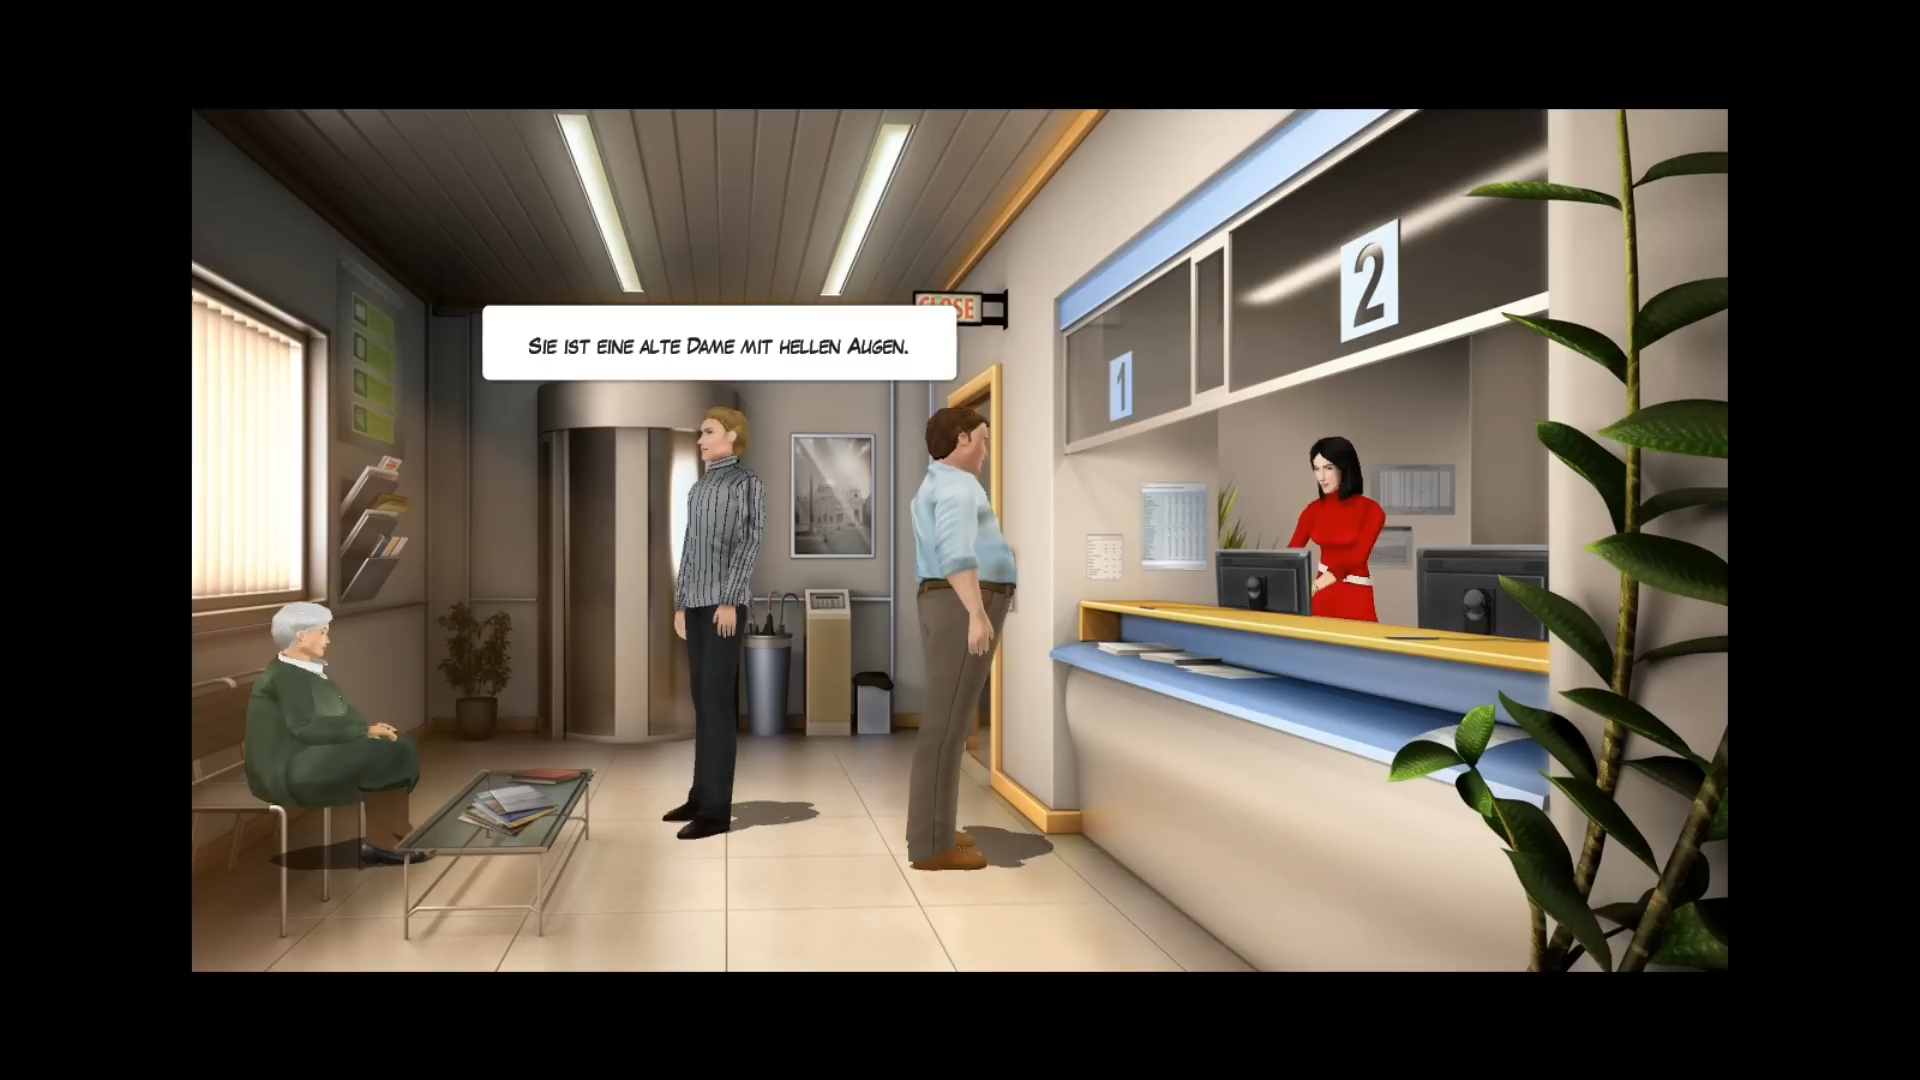 CLOSE
SIE IST EINE ALTE DAME MIT HELLEN AUGEN.
2
1